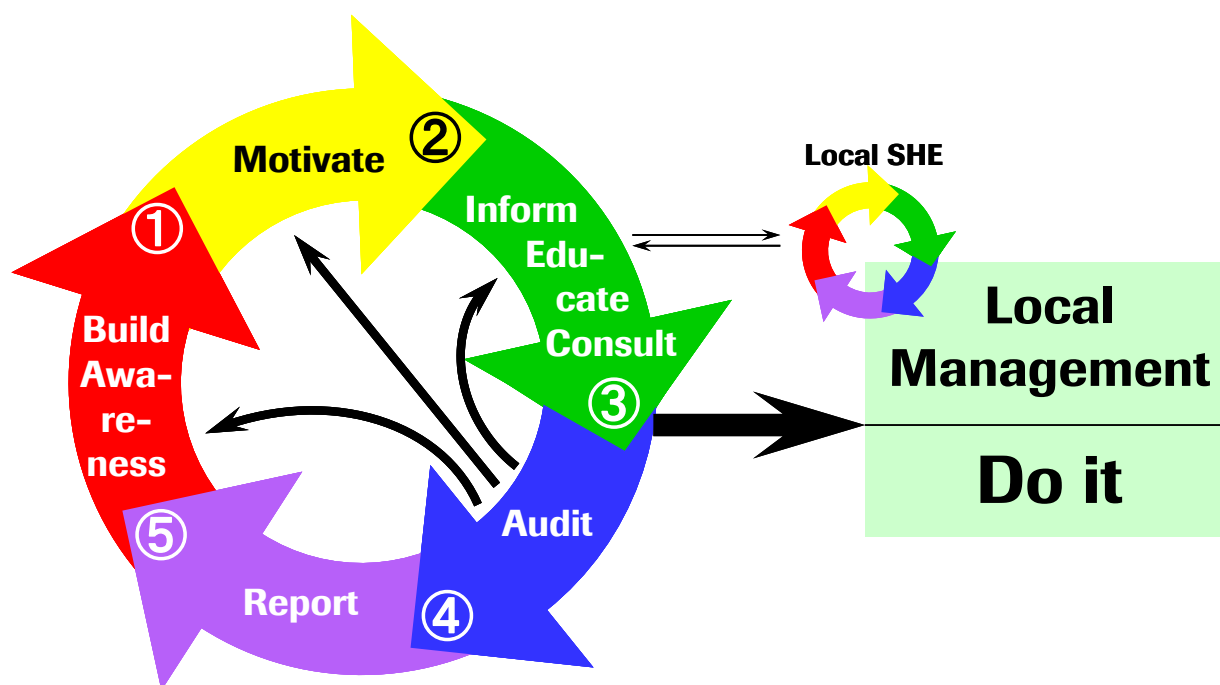 ①
Build
Awa-
re-
ness
Motivate
②
Inform
Edu-
cate
Consult
③
Audit
④
Report
⑤
Local SHE
Local
Management
Do it